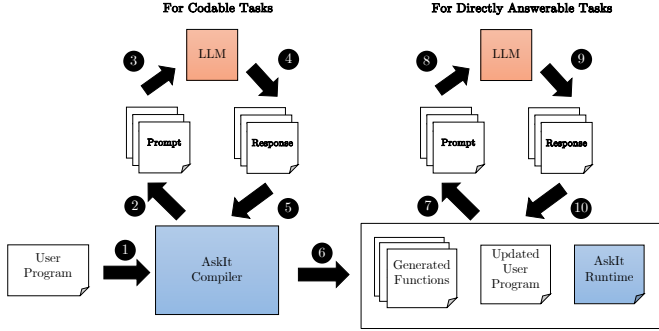 For Codable Tasks
For Directly Answerable Tasks
3
LLM
4
8
LLM
9
Prompt
Response
Prompt
Response
2
5
7
10
User
Program
1
AskIt
Compiler
6
Generated
Functions
Updated
User
Program
AskIt
Runtime